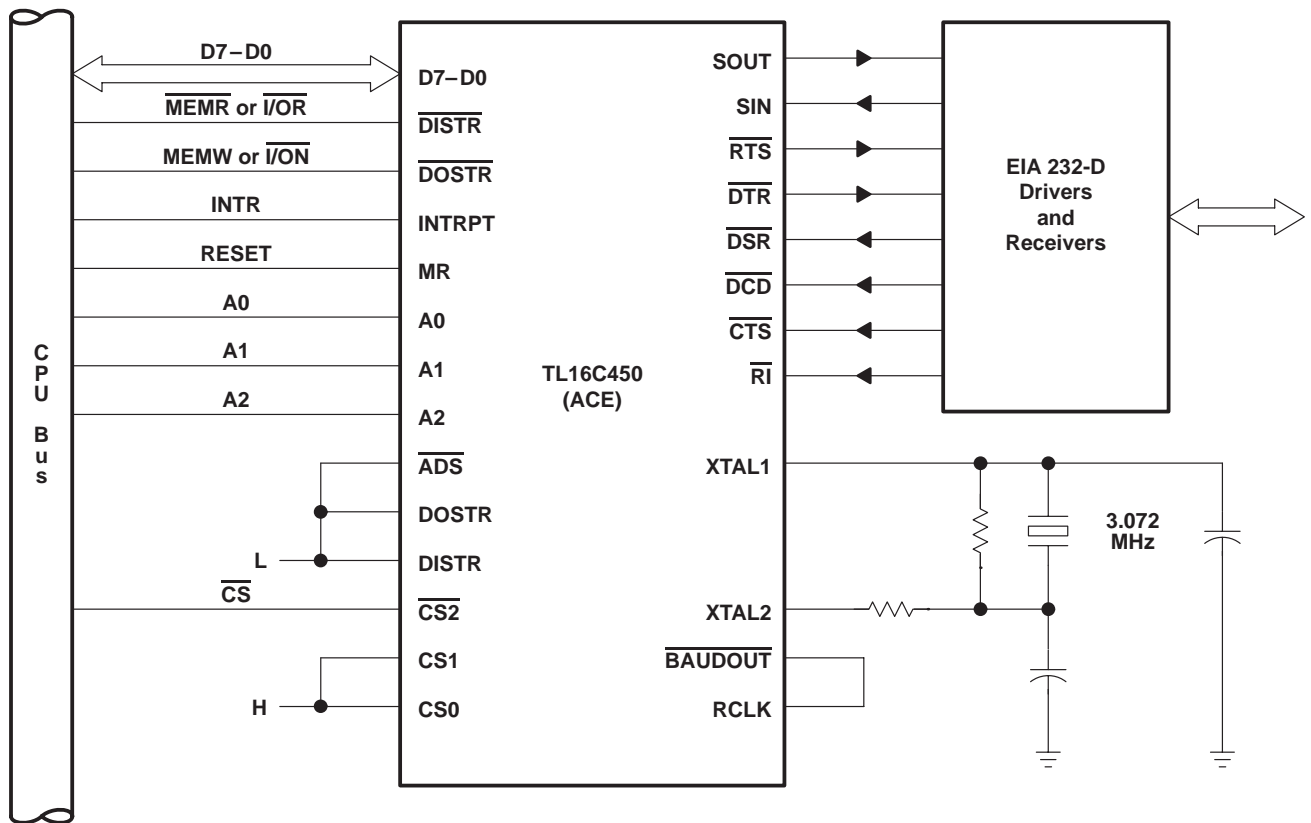 D7–D0
MEMR or I/OR
MEMW or I/ON
INTR
RESET
A0
A1
A2
L
CS
H
CPU Bus
D7–D0
DISTR
DOSTR
INTRPT
MR
A0
A1
A2
ADS
DOSTR
DISTR
CS2
CS1
CS0
TL16C450
(ACE)
SOUT
SIN
RTS
DTR
DSR
DCD
CTS
RI
XTAL1
XTAL2
BAUDOUT
RCLK
EIA 232-D
Drivers
and
Receivers
3.072
MHz